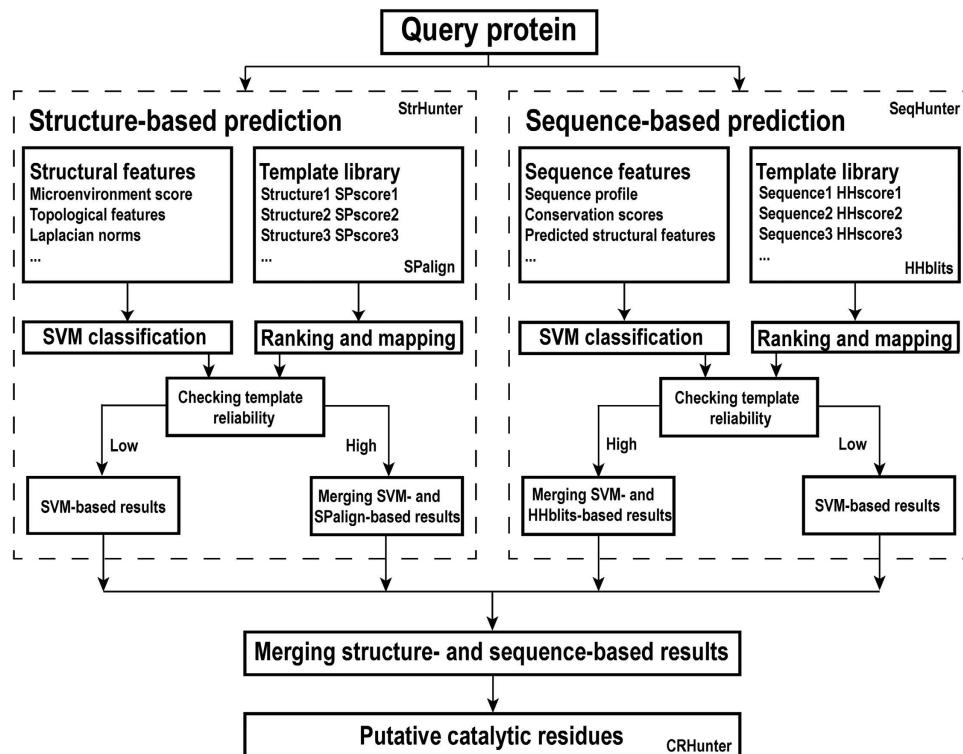 Query protein
StrHunter
Structure-based prediction
Structural features
Microenvironment score
Topological features
Laplacian norms
...
Template library
Structure1 SPscore1
Structure2 SPscore2
Structure3 SPscore3
...
SPalign
SVM classification
Ranking and mapping
Checking template
reliability
Low
High
SVM-based results
Merging SVM- and
SPalign-based results
SeqHunter
Sequence-based prediction
Sequence features
Sequence profile
Conservation scores
Predicted structural features
...
Template library
Sequence1 HHscore1
Sequence2 HHscore2
Sequence3 HHscore3
...
HHblits
SVM classification
Ranking and mapping
Checking template
reliability
High
Low
Merging SVM- and
HHblits-based results
SVM-based results
Merging structure- and sequence-based results
Putative catalytic residues
CRHunter